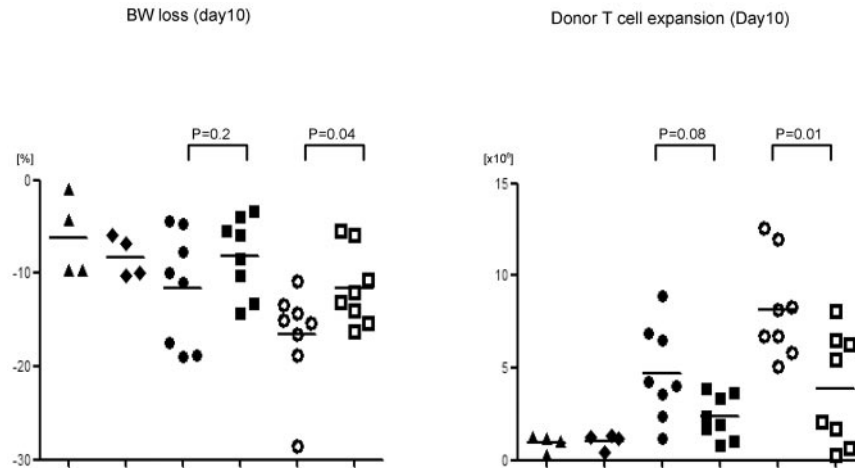 BW loss (day10)
Donor T cell expansion (Day10)
P=0.2
P=0.04
P=0.08
P=0.01
[%]
0
-10
-20
-30
[x10⁶]
15
10
5
0